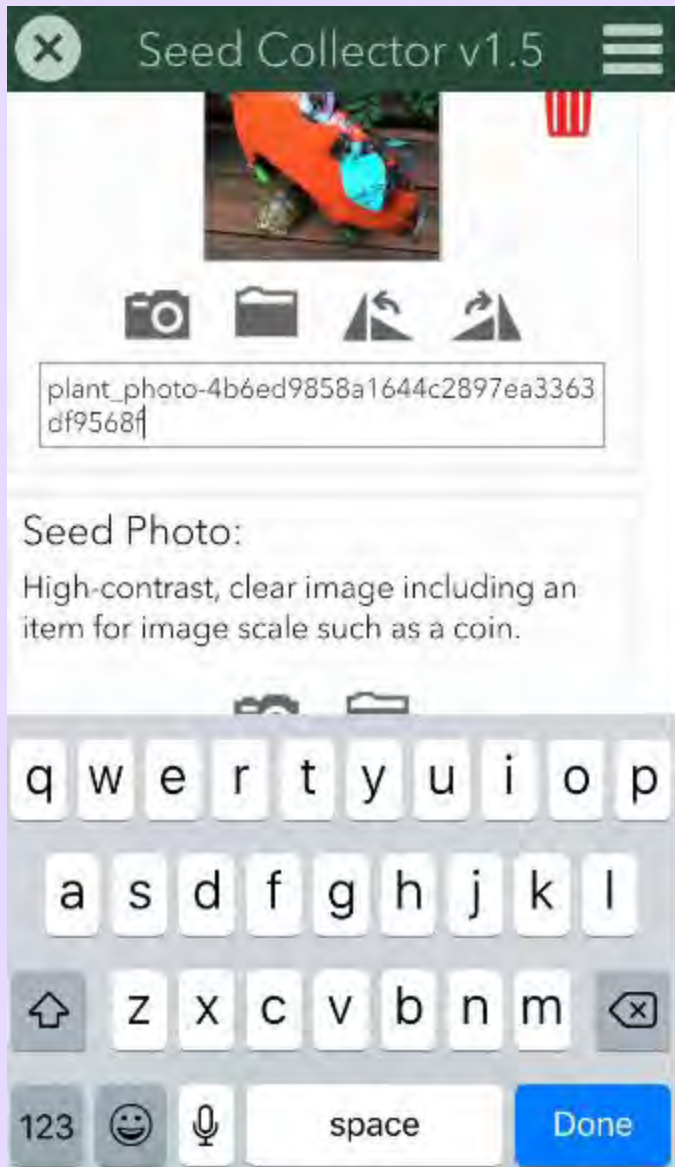 Seed Collector v1.5
plant_photo-4b6ed9858a1644c2897ea3363
df9568f
Seed Photo:
High-contrast, clear image including an
item for image scale such as a coin.
q w e r t y u i o p
a s d f g h j k l
z x c v b n m
123 space Done